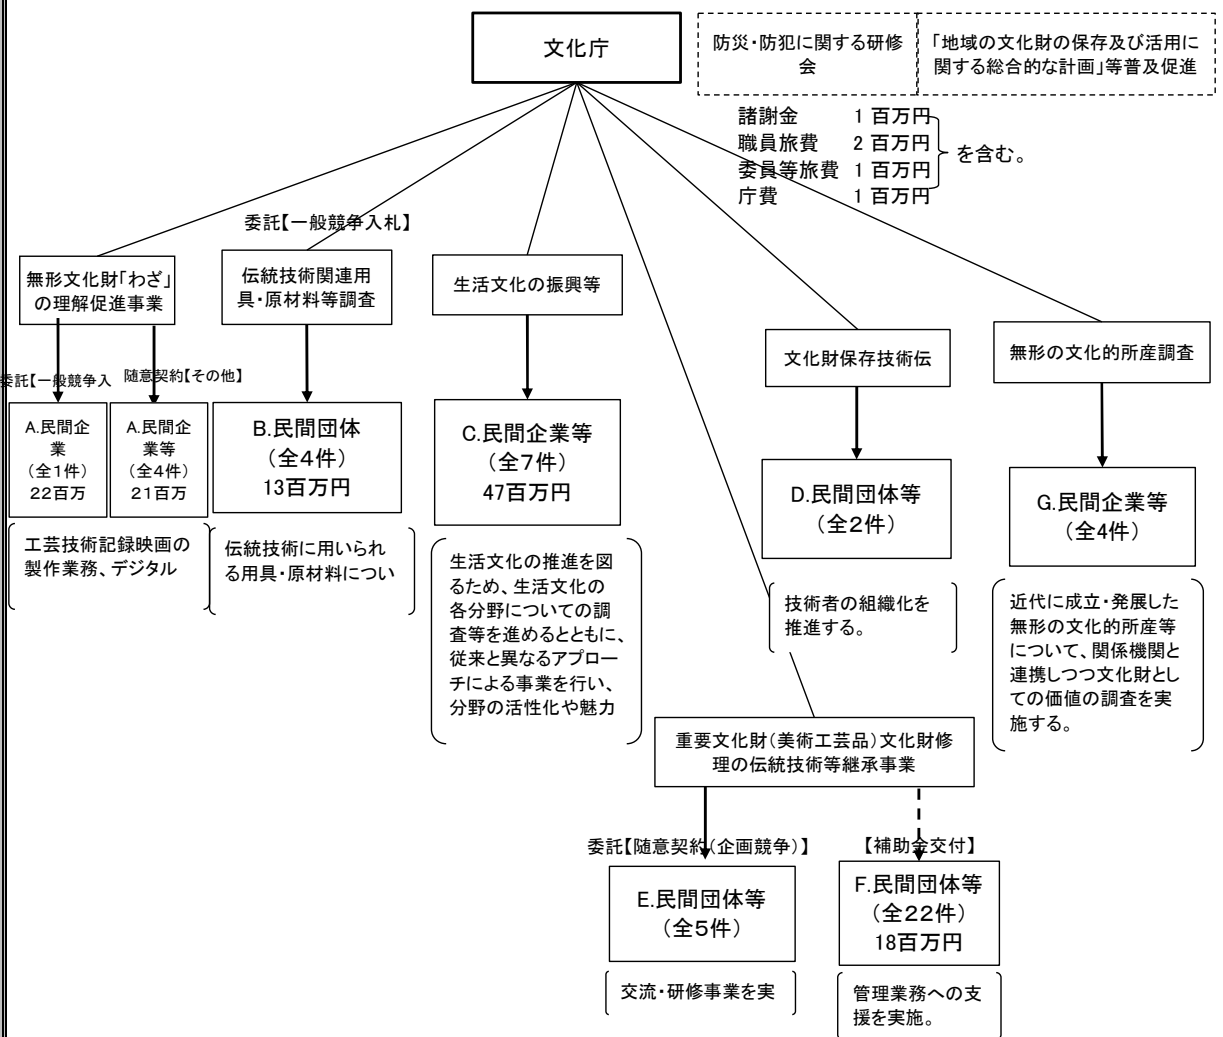 文化庁
防災・防犯に関する研修
会
「地域の文化財の保存及び活用に
関する総合的な計画」等普及促進
諸謝金 1 百万円
職員旅費 2 百万円
委員等旅費 1 百万円
庁費 1 百万円
を含む。
委託【一般競争入札】
無形文化財「わざ」
の理解促進事業
伝統技術関連用
具・原材料等調査
生活文化の振興等
文化財保存技術伝
無形の文化的所産調査
委託【一般競争入
随意契約【その他】
A.民間企
業
（全1件）
22百万
A.民間企
業等
（全4件）
21百万
B.民間団体
（全4件）
13百万円
C.民間企業等
（全7件）
47百万円
D.民間団体等
（全2件）
G.民間企業等
（全4件）
工芸技術記録映画の
製作業務、デジタル
伝統技術に用いられ
る用具・原材料につい
生活文化の推進を図
るため、生活文化の
各分野についての調
査等を進めるとともに、
従来と異なるアプロー
チによる事業を行い、
分野の活性化や魅力
技術者の組織化を
推進する。
近代に成立・発展した
無形の文化的所産等
について、関係機関と
連携しつつ文化財とし
ての価値の調査を実
施する。
重要文化財（美術工芸品）文化財修
理の伝統技術等継承事業
委託【随意契約（企画競争）】
【補助金交付】
E.民間団体等
（全5件）
F.民間団体等
（全22件）
18百万円
交流・研修事業を実
管理業務への支
援を実施。